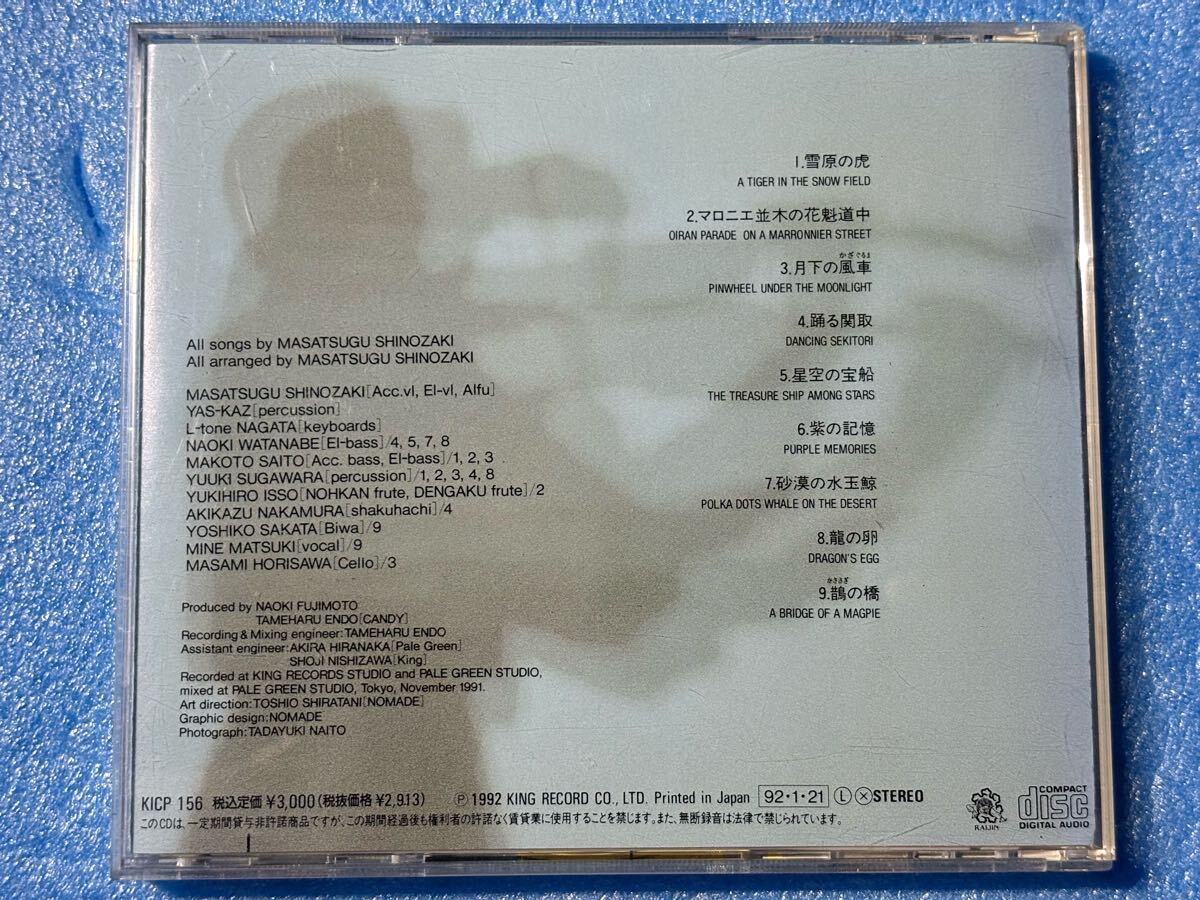 1.雪原の虎
A TIGER IN THE SNOW FIELD
2.マロニエ並木の花魁道中
OIRAN PARADE ON A MARRONNIER STREET
かざぐるま
3.月下の風車
PINWHEEL UNDER THE MOONLIGHT
4.踊る関取
DANCING SEKITORI
5.星空の宝船
THE TREASURE SHIP AMONG STARS
6.紫の記憶
PURPLE MEMORIES
7.砂漠の水玉鯨
POLKA DOTS WHALE ON THE DESERT
8.龍の卵
DRAGON'S EGG
かささぎ
9.鵲の橋
A BRIDGE OF A MAGPIE
All songs by MASATSUGU SHINOZAKI
All arranged by MASATSUGU SHINOZAKI
MASATSUGU SHINOZAKI[Acc.vl, El-vl, Alfu]
YAS-KAZ[percussion]
L-tone NAGATA[keyboards]
NAOKI WATANABE[El-bass]/4, 5, 7, 8
MAKOTO SAITO[Acc. bass, El-bass]/1, 2, 3
YUUKI SUGAWARA[percussion]/1, 2, 3, 4, 8
YUKIHIRO ISSO[NOHKAN frute, DENGAKU frute]/2
AKIKAZU NAKAMURA[shakuhachi]/4
YOSHIKO SAKATA[Biwa]/9
MINE MATSUKI[vocal]/9
MASAMI HORISAWA[Cello]/3
Produced by NAOKI FUJIMOTO
TAMEHARU ENDO[CANDY]
Recording & Mixing engineer:TAMEHARU ENDO
Assistant engineer:AKIRA HIRANAKA[Pale Green]
SHOJI NISHIZAWA[King]
Recorded at KING RECORDS STUDIO and PALE GREEN STUDIO,
mixed at PALE GREEN STUDIO, Tokyo, November 1991.
Art direction:TOSHIO SHIRATANI[NOMADE]
Graphic design:NOMADE
Photograph:TADAYUKI NAITO
KICP 156 税込定価¥3,000(税抜価格¥2,913) Ⓟ1992 KING RECORD CO., LTD. Printed in Japan 92・1・21 Ⓛ Ⓧ STEREO
このCDは、一定期間貸与非許諾商品ですが、この期間経過後も権利者の許諾なく賃貸業に使用することを禁じます。また、無断録音は法律で禁じられています。
RAIJIN
COMPACT
disc
DIGITAL AUDIO